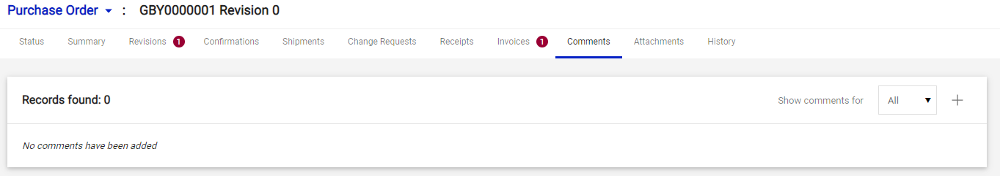 Purchase Order : GBY0000001 Revision 0
Status Summary Revisions 1 Confirmations Shipments Change Requests Receipts Invoices 1 Comments Attachments History
Records found: 0 Show comments for All
No comments have been added